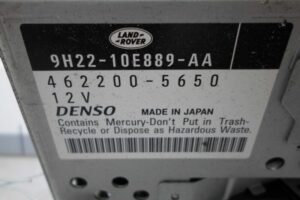 LAND-
ROVER
9H22-10E889-AA
462200-5650
12V
DENSO MADE IN JAPAN
Contains Mercury-Don't Put in Trash-
Recycle or Dispose as Hazardous Waste.